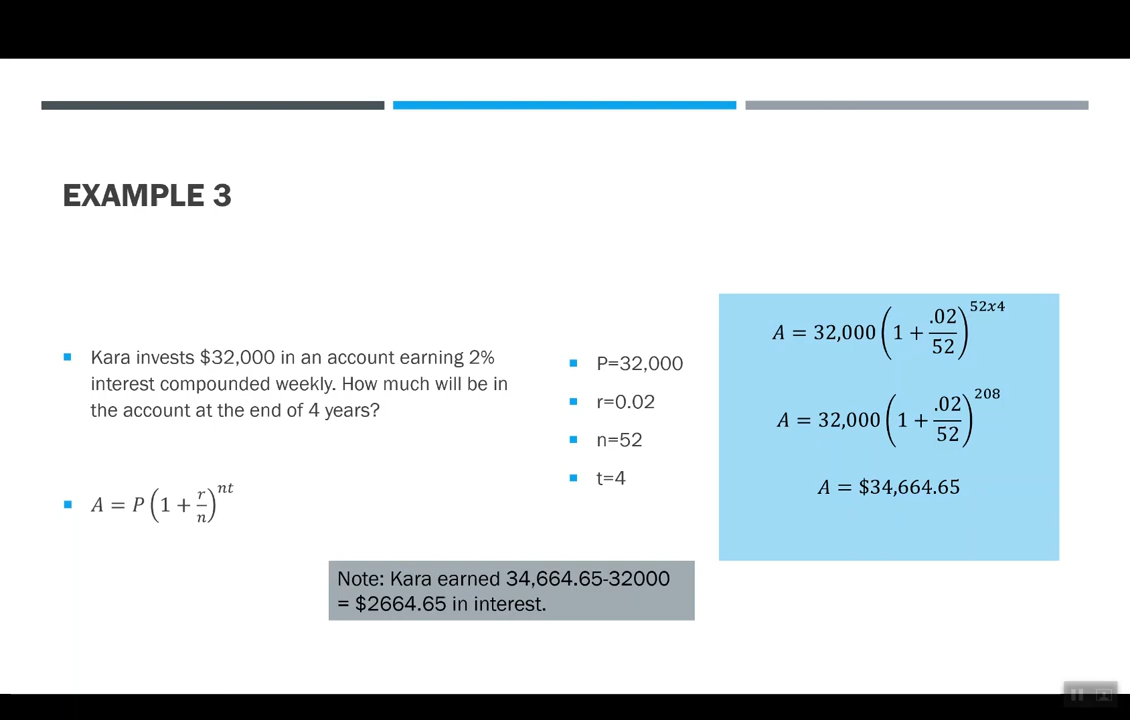 EXAMPLE 3
Kara invests $32,000 in an account earning 2%
interest compounded weekly. How much will be in
the account at the end of 4 years?
A = P(1 + r/n)^nt
P=32,000
r=0.02
n=52
t=4
A = 32,000(1 + .02/52)^52x4
A = 32,000(1 + .02/52)^208
A = $34,664.65
Note: Kara earned 34,664.65-32000
= $2664.65 in interest.